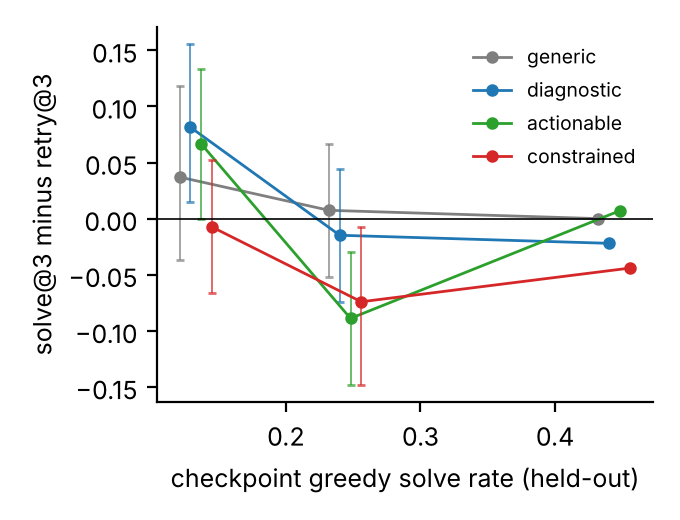 0.15
0.10
0.05
0.00
−0.05
−0.10
−0.15
solve@3 minus retry@3
generic
diagnostic
actionable
constrained
0.2 0.3 0.4
checkpoint greedy solve rate (held-out)